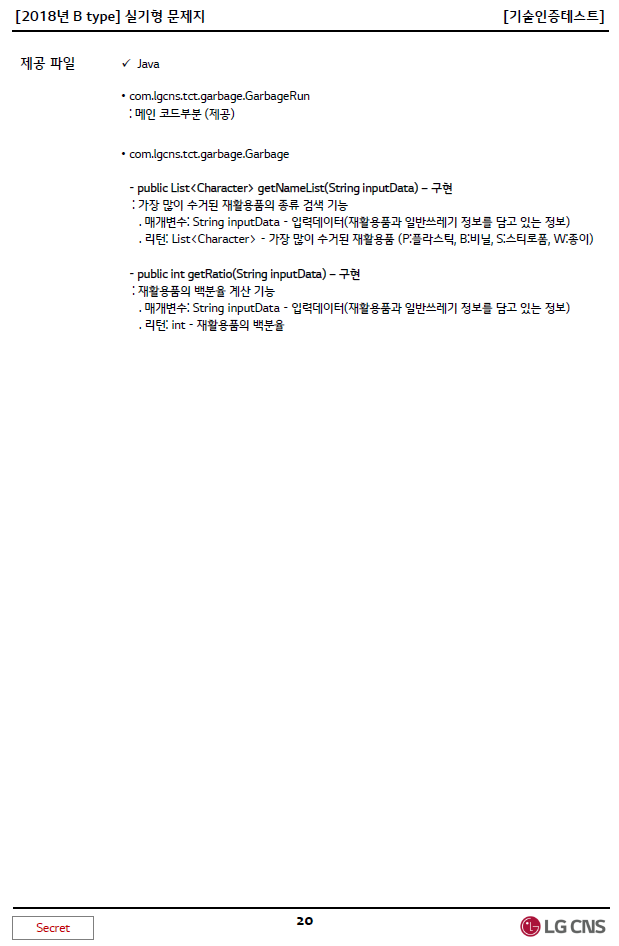 [2018년 B type] 실기형 문제지 [기술인증테스트]
제공 파일 ✓ Java
• com.lgcns.tct.garbage.GarbageRun
: 메인 코드부분 (제공)
• com.lgcns.tct.garbage.Garbage
- public List<Character> getNameList(String inputData) – 구현
: 가장 많이 수거된 재활용품의 종류 검색 기능
. 매개변수: String inputData - 입력데이터(재활용품과 일반쓰레기 정보를 담고 있는 정보)
. 리턴: List<Character> - 가장 많이 수거된 재활용품 (P:플라스틱, B:비닐, S:스티로폼, W:종이)
- public int getRatio(String inputData) – 구현
: 재활용품의 백분율 계산 기능
. 매개변수: String inputData - 입력데이터(재활용품과 일반쓰레기 정보를 담고 있는 정보)
. 리턴: int - 재활용품의 백분율
Secret 20 LG CNS